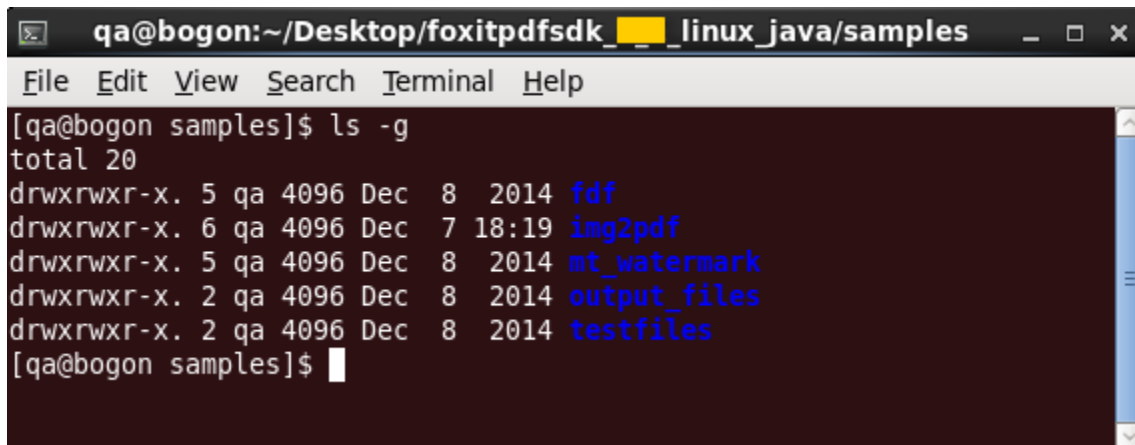 qa@bogon:~/Desktop/foxitpdfsdk_ _ _linux_java/samples
File Edit View Search Terminal Help
[qa@bogon samples]$ ls -g
total 20
drwxrwxr-x. 5 qa 4096 Dec  8  2014 fdf
drwxrwxr-x. 6 qa 4096 Dec  7 18:19 img2pdf
drwxrwxr-x. 5 qa 4096 Dec  8  2014 mt_watermark
drwxrwxr-x. 2 qa 4096 Dec  8  2014 output_files
drwxrwxr-x. 2 qa 4096 Dec  8  2014 testfiles
[qa@bogon samples]$